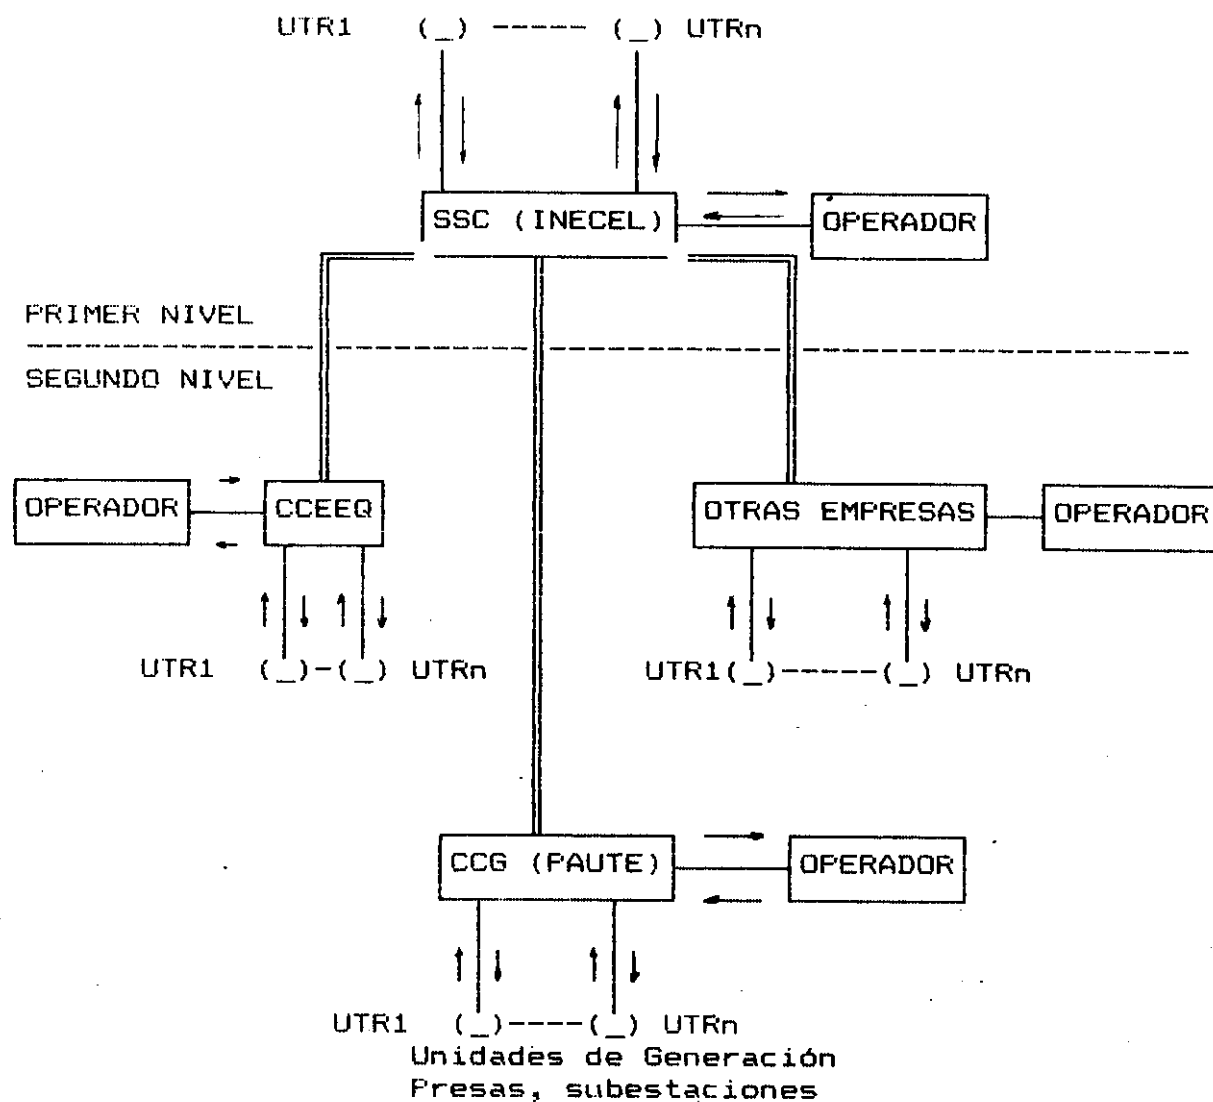 UTR1 (_) ----- (_) UTRn
SSC (INECEL)
OPERADOR
PRIMER NIVEL
SEGUNDO NIVEL
OPERADOR
CCEEQ
OTRAS EMPRESAS
OPERADOR
UTR1 (_)-(_) UTRn
UTR1(_)-----(_) UTRn
CCG (PAUTE)
OPERADOR
UTR1 (_)----(_) UTRn
Unidades de Generación
Presas, subestaciones